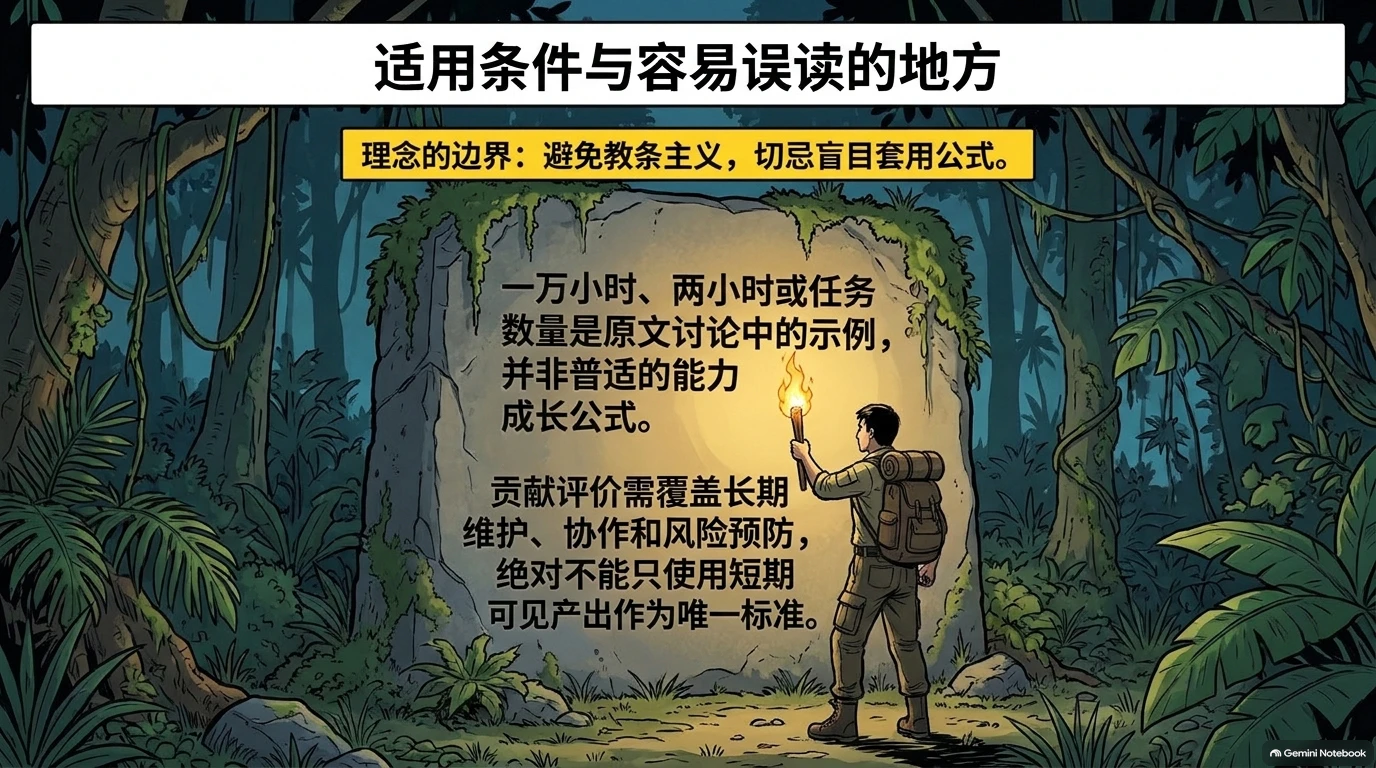 适用条件与容易误读的地方
理念的边界：避免教条主义，切忌盲目套用公式。
一万小时、两小时或任务
数量是原文讨论中的示例，
并非普适的能力
成长公式。
贡献评价需覆盖长期
维护、协作和风险预防，
绝对不能只使用短期
可见产出作为唯一标准。
Gemini Notebook